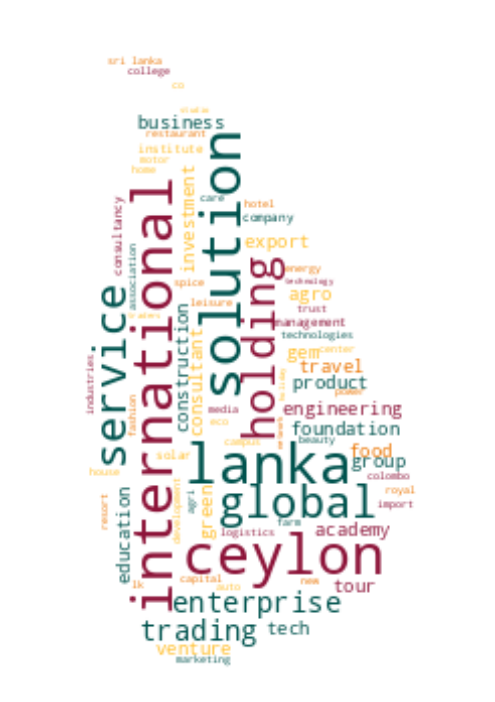 sri lanka
college
co
studio
business
restaurant
institute
motor
home
solution
international
investment
care
hotel
company
consultancy
association
export
holding
energy
technology
spice
agro
leisure
trust
service
construction
consultant
management
technologies
gem
center
travel
product
power
holiday
industries
fashion
media
eco
engineering
foundation
campus
network
beauty
solar
lanka
food
group
house
colombo
development
agri
green
global
royal
resort
education
import
farm
logistics
academy
ceylon
lk
capital
auto
new
tour
enterprise
trading
tech
venture
marketing